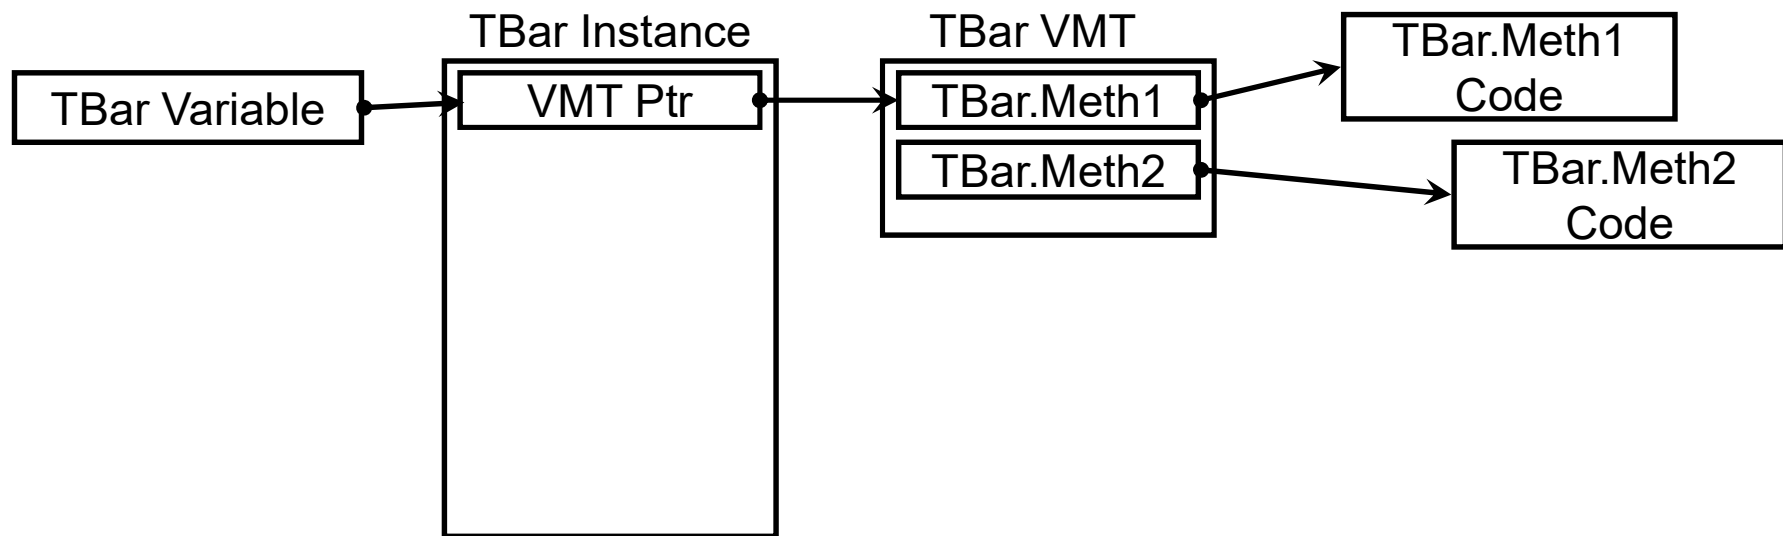 TBar Instance
TBar VMT
TBar.Meth1
Code
TBar Variable
VMT Ptr
TBar.Meth1
TBar.Meth2
TBar.Meth2
Code